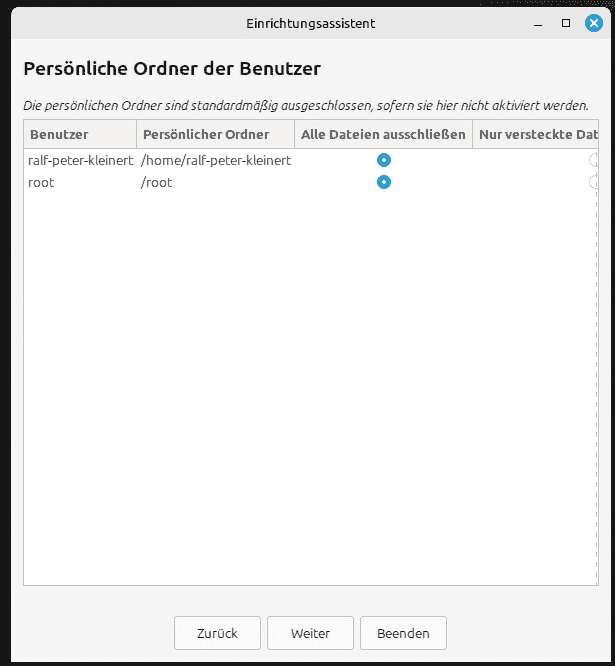 Einrichtungsassistent
Persönliche Ordner der Benutzer
Die persönlichen Ordner sind standardmäßig ausgeschlossen, sofern sie hier nicht aktiviert werden.
Benutzer Persönlicher Ordner Alle Dateien ausschließen Nur versteckte Dat
ralf-peter-kleinert /home/ralf-peter-kleinert
root /root
Zurück Weiter Beenden